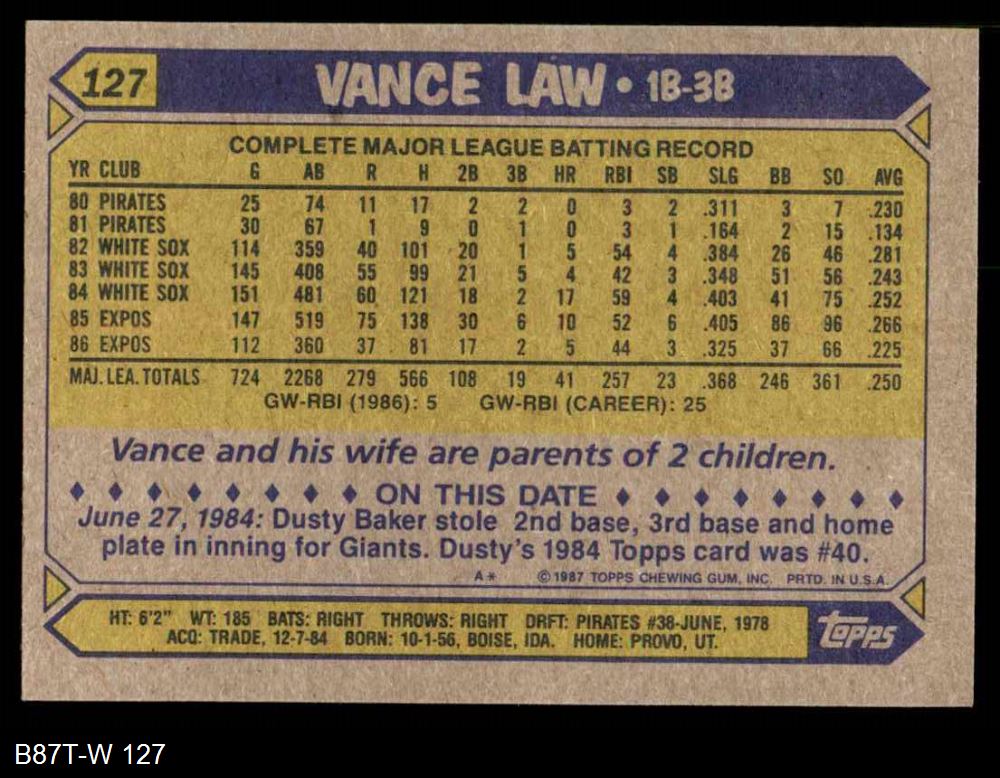 127
VANCE LAW • 1B-3B
COMPLETE MAJOR LEAGUE BATTING RECORD
YR CLUB G AB R H 2B 3B HR RBI SB SLG BB SO AVG
80 PIRATES 25 74 11 17 2 2 0 3 2 .311 3 7 .230
81 PIRATES 30 67 1 9 0 1 0 3 1 .164 2 15 .134
82 WHITE SOX 114 359 40 101 20 1 5 54 4 .384 26 46 .281
83 WHITE SOX 145 408 55 99 21 5 4 42 3 .348 51 56 .243
84 WHITE SOX 151 481 60 121 18 2 17 59 4 .403 41 75 .252
85 EXPOS 147 519 75 138 30 6 10 52 6 .405 86 96 .266
86 EXPOS 112 360 37 81 17 2 5 44 3 .325 37 66 .225
MAJ. LEA. TOTALS 724 2268 279 566 108 19 41 257 23 .368 246 361 .250
GW-RBI (1986): 5 GW-RBI (CAREER): 25
Vance and his wife are parents of 2 children.
♦ ♦ ♦ ♦ ♦ ♦ ♦ ♦ ON THIS DATE ♦ ♦ ♦ ♦ ♦ ♦ ♦ ♦
June 27, 1984: Dusty Baker stole 2nd base, 3rd base and home
plate in inning for Giants. Dusty's 1984 Topps card was #40.
A* © 1987 TOPPS CHEWING GUM, INC. PRTD. IN U.S.A.
HT: 6'2" WT: 185 BATS: RIGHT THROWS: RIGHT DRFT: PIRATES #38-JUNE, 1978
ACQ: TRADE, 12-7-84 BORN: 10-1-56, BOISE, IDA. HOME: PROVO, UT.
TOPPS
B87T-W 127